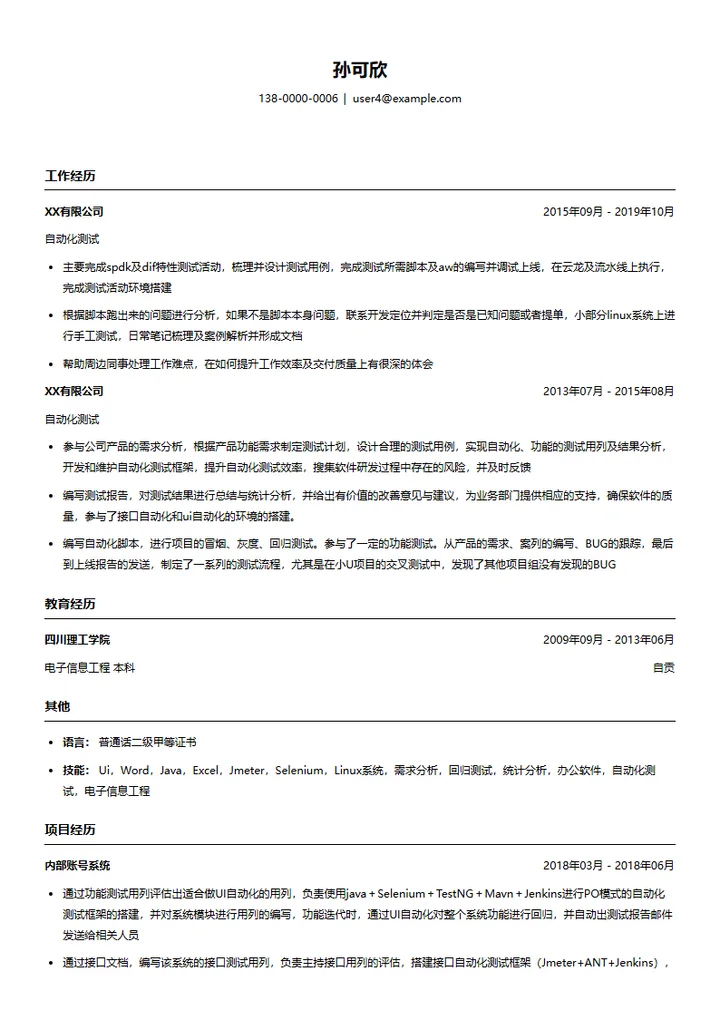 孙可欣
138-0000-0006 | user4@example.com
工作经历
XX有限公司 2015年09月 - 2019年10月
自动化测试
• 主要完成spdk及dif特性测试活动，梳理并设计测试用例，完成测试所需脚本及aw的编写并调试上线，在云龙及流水线上执行，
完成测试活动环境搭建
• 根据脚本跑出来的问题进行分析，如果不是脚本本身问题，联系开发定位并判定是否是已知问题或者提单，小部分linux系统上进
行手工测试，日常笔记梳理及案例解析并形成文档
• 帮助周边同事处理工作难点，在如何提升工作效率及交付质量上有很深的体会
XX有限公司 2013年07月 - 2015年08月
自动化测试
• 参与公司产品的需求分析，根据产品功能需求制定测试计划，设计合理的测试用例，实现自动化、功能的测试用列及结果分析，
开发和维护自动化测试框架，提升自动化测试效率，搜集软件研发过程中存在的风险，并及时反馈
• 编写测试报告，对测试结果进行总结与统计分析，并给出有价值的改善意见与建议，为业务部门提供相应的支持，确保软件的质
量，参与了接口自动化和ui自动化的环境的搭建。
• 编写自动化脚本，进行项目的冒烟、灰度、回归测试。参与了一定的功能测试。从产品的需求、案列的编写、BUG的跟踪，最后
到上线报告的发送，制定了一系列的测试流程，尤其是在小U项目的交叉测试中，发现了其他项目组没有发现的BUG
教育经历
四川理工学院 2009年09月 - 2013年06月
电子信息工程 本科 自贡
其他
• 语言： 普通话二级甲等证书
• 技能： Ui，Word，Java，Excel，Jmeter，Selenium，Linux系统，需求分析，回归测试，统计分析，办公软件，自动化测
试，电子信息工程
项目经历
内部账号系统 2018年03月 - 2018年06月
• 通过功能测试用列评估出适合做UI自动化的用列，负责使用java＋Selenium＋TestNG＋Mavn＋Jenkins进行PO模式的自动化
测试框架的搭建，并对系统模块进行用列的编写，功能迭代时，通过UI自动化对整个系统功能进行回归，并自动出测试报告邮件
发送给相关人员
• 通过接口文档，编写该系统的接口测试用列，负责主持接口用列的评估，搭建接口自动化测试框架（Jmeter+ANT+Jenkins），